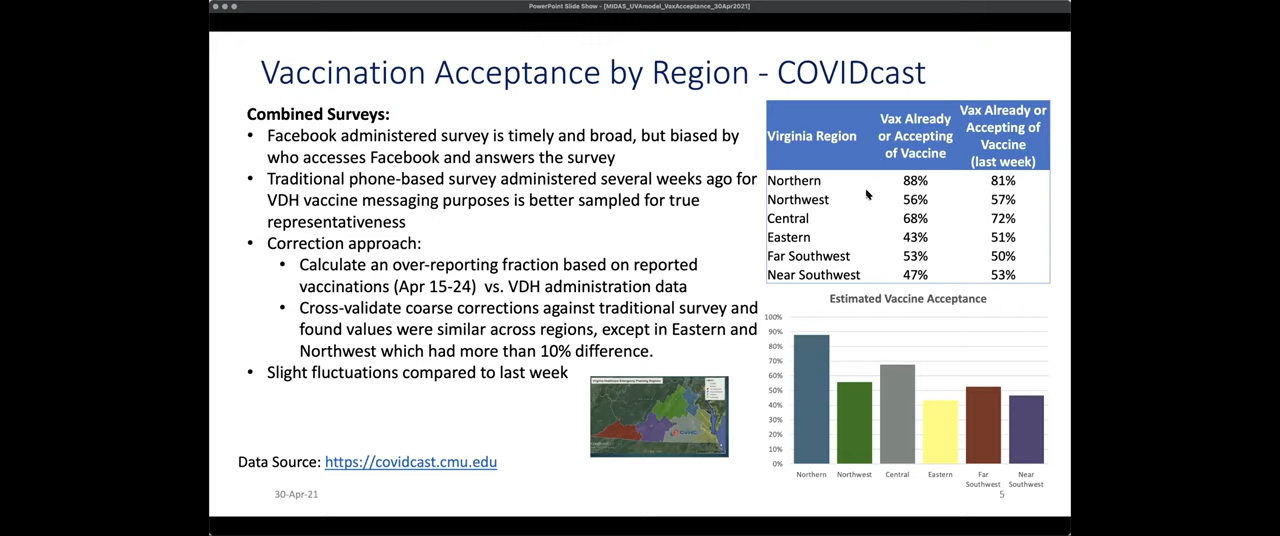 PowerPoint Slide Show - [MIDAS_UVAmodel_VaxAcceptance_30Apr2021]
Vaccination Acceptance by Region - COVIDcast
Combined Surveys:
• Facebook administered survey is timely and broad, but biased by
who accesses Facebook and answers the survey
• Traditional phone-based survey administered several weeks ago for
VDH vaccine messaging purposes is better sampled for true
representativeness
• Correction approach:
• Calculate an over-reporting fraction based on reported
vaccinations (Apr 15-24) vs. VDH administration data
• Cross-validate coarse corrections against traditional survey and
found values were similar across regions, except in Eastern and
Northwest which had more than 10% difference.
• Slight fluctuations compared to last week
Data Source: https://covidcast.cmu.edu
30-Apr-21
Virginia Region
Vax Already
or Accepting
of Vaccine
Vax Already or
Accepting of
Vaccine
(last week)
Northern 88% 81%
Northwest 56% 57%
Central 68% 72%
Eastern 43% 51%
Far Southwest 53% 50%
Near Southwest 47% 53%
Estimated Vaccine Acceptance
100%
90%
80%
70%
60%
50%
40%
30%
20%
10%
0%
Northern
Northwest
Central
Eastern
Far
Southwest
Near
Southwest
5